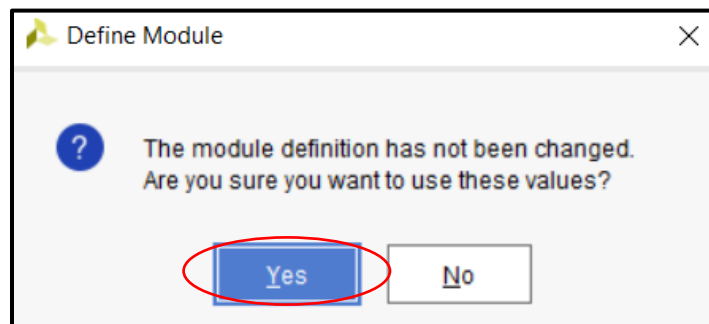 Define Module
?
The module definition has not been changed.
Are you sure you want to use these values?
Yes
No